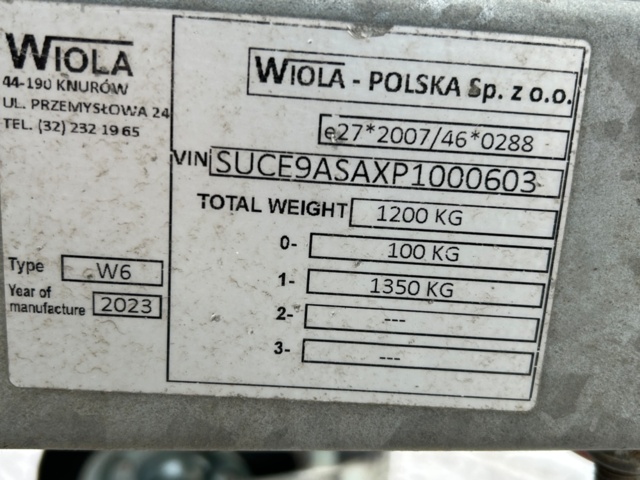 WIOLA
44-190 KNURÓW
UL. PRZEMYSŁOWA 24
TEL. (32) 232 19 65
WIOLA - POLSKA Sp. z o.o.
e27*2007/46*0288
VIN SUCE9ASAXP1000603
TOTAL WEIGHT 1200 KG
0- 100 KG
1- 1350 KG
2- ---
3- ---
Type W6
Year of
manufacture 2023